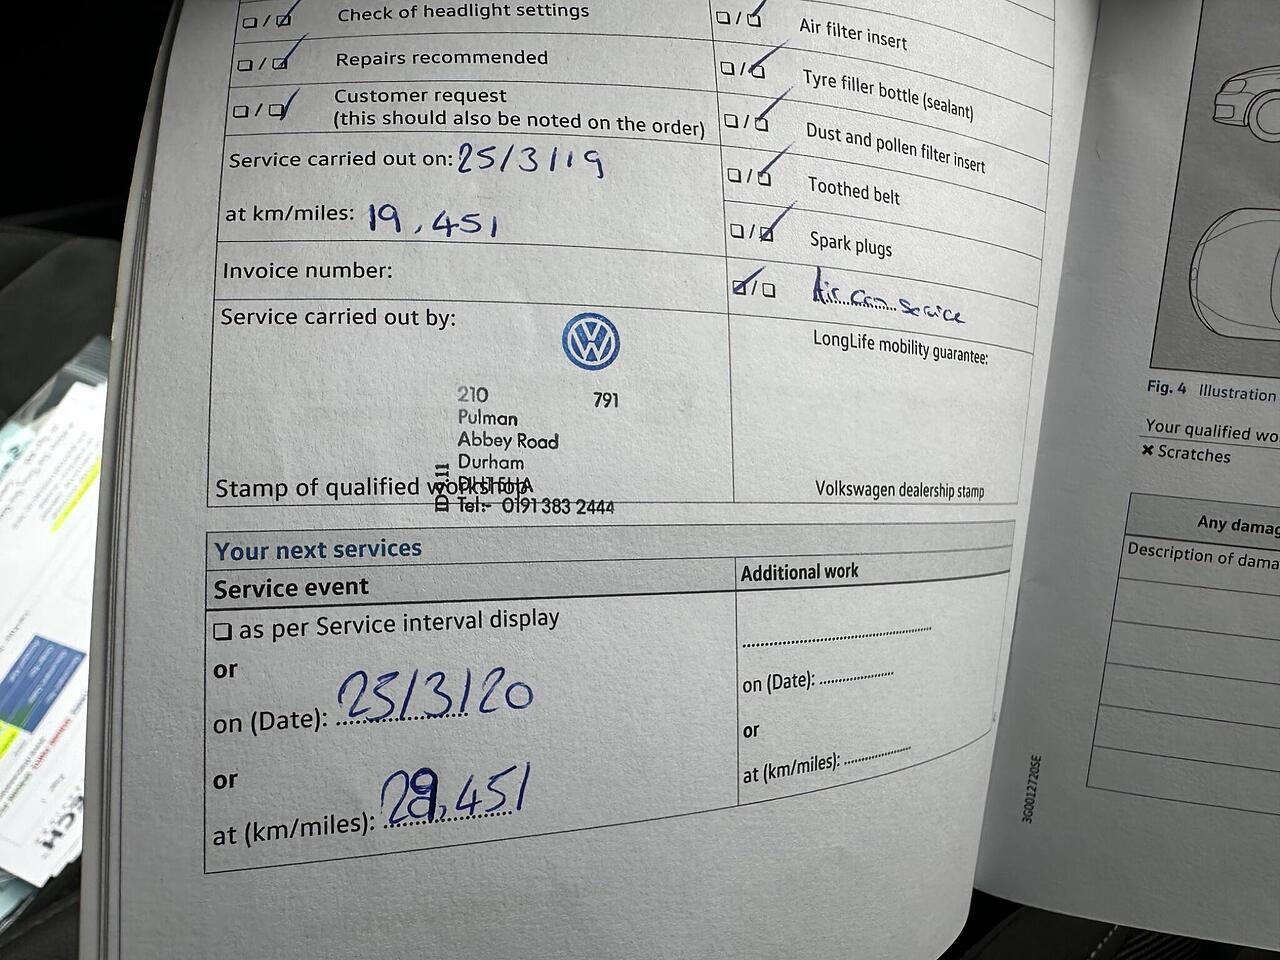 Check of headlight settings
Repairs recommended
Customer request
(this should also be noted on the order)
Service carried out on: 25/3/19
at km/miles: 19,451
Invoice number:
Service carried out by:
210 791
Pulman
Abbey Road
Durham
Stamp of qualified workshop
Tel:- 0191 383 2444
Air filter insert
Tyre filler bottle (sealant)
Dust and pollen filter insert
Toothed belt
Spark plugs
Air con service
LongLife mobility guarantee:
Volkswagen dealership stamp
Your next services
Service event
as per Service interval display
or
on (Date): 25/3/20
or
at (km/miles): 29,451
Additional work
on (Date):
or
at (km/miles):
3G0012720SE
Fig. 4 Illustration
Your qualified wo
Scratches
Any damag
Description of dama